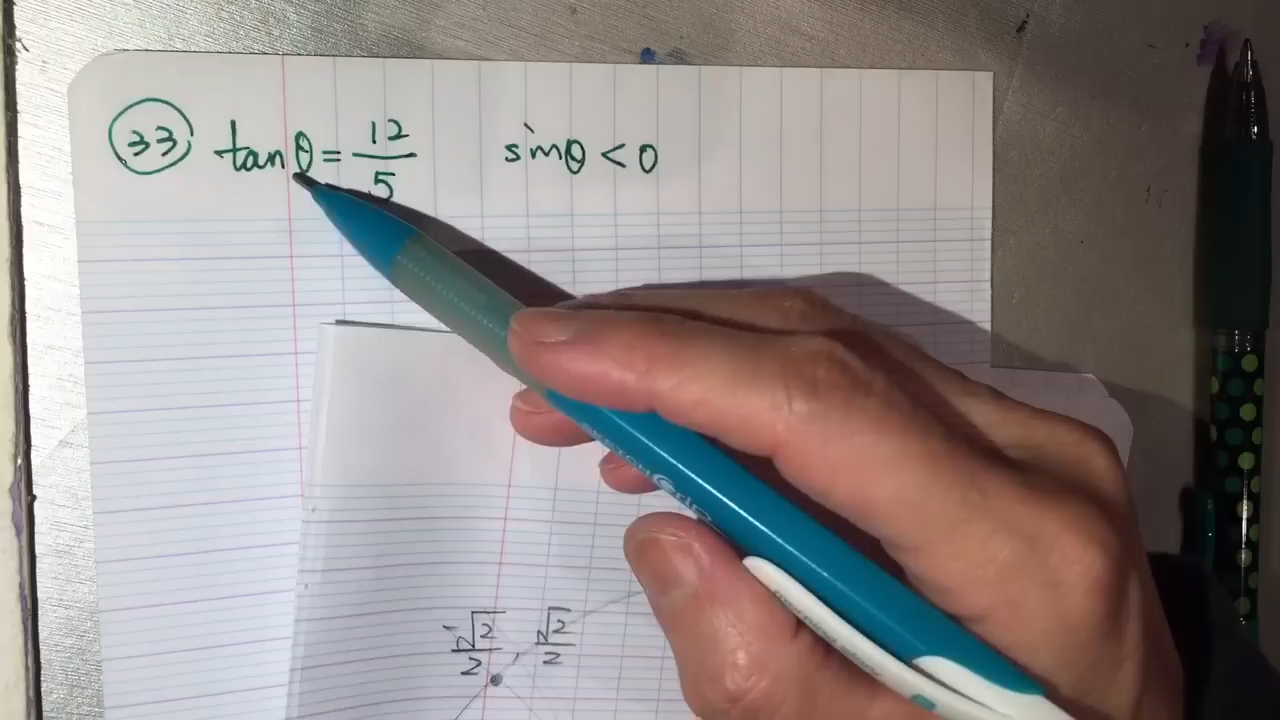 33 tan θ = 12/5 sin θ < 0
-√2/2 , √2/2